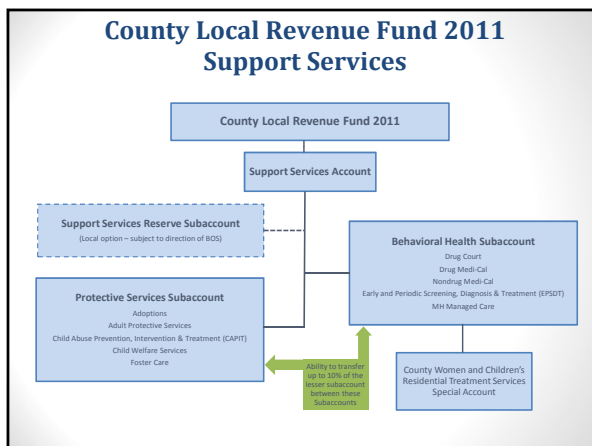 County Local Revenue Fund 2011
Support Services
County Local Revenue Fund 2011
Support Services Account
Support Services Reserve Subaccount
(Local option – subject to direction of BOS)
Behavioral Health Subaccount
Drug Court
Drug Medi-Cal
Nondrug Medi-Cal
Early and Periodic Screening, Diagnosis & Treatment (EPSDT)
MH Managed Care
Protective Services Subaccount
Adoptions
Adult Protective Services
Child Abuse Prevention, Intervention & Treatment (CAPIT)
Child Welfare Services
Foster Care
Ability to transfer
up to 10% of the
lesser subaccount
between these
Subaccounts
County Women and Children's
Residential Treatment Services
Special Account